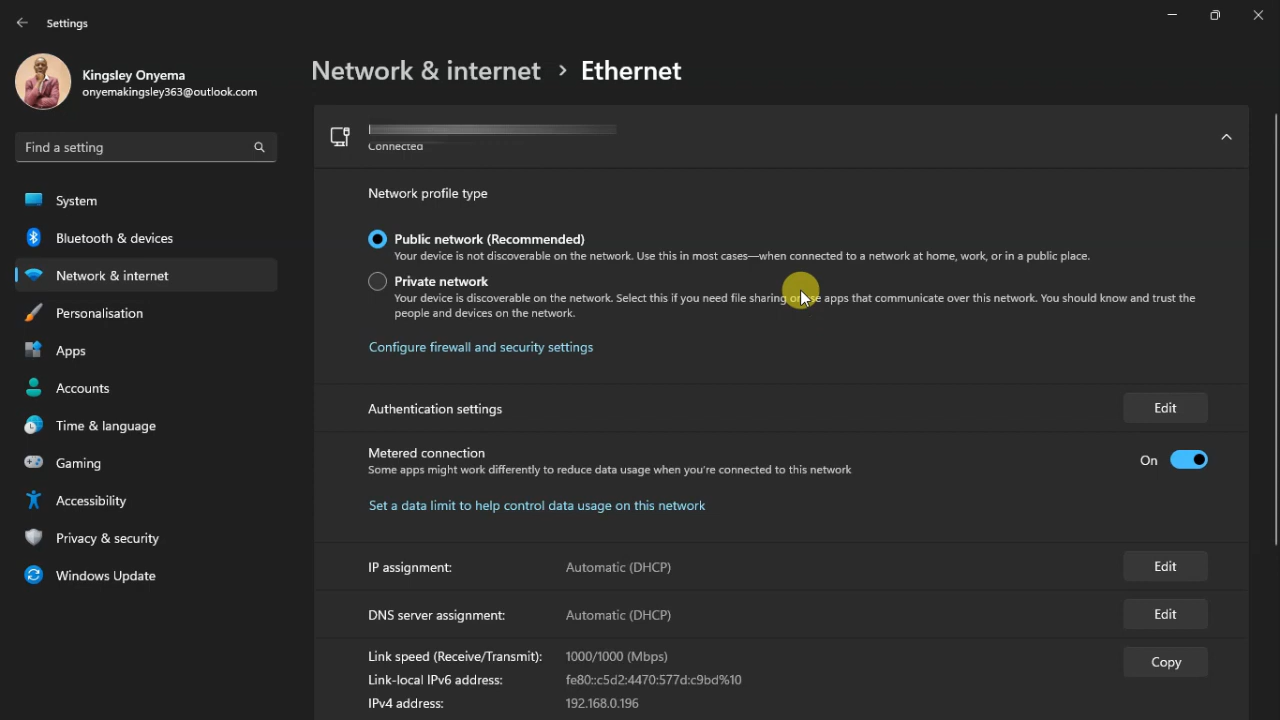 Settings
Kingsley Onyema
onyemakingsley363@outlook.com
Find a setting
System
Bluetooth & devices
Network & internet
Personalisation
Apps
Accounts
Time & language
Gaming
Accessibility
Privacy & security
Windows Update
Network & internet > Ethernet
Connected
Network profile type
Public network (Recommended)
Your device is not discoverable on the network. Use this in most cases—when connected to a network at home, work, or in a public place.
Private network
Your device is discoverable on the network. Select this if you need file sharing apps that communicate over this network. You should know and trust the
people and devices on the network.
Configure firewall and security settings
Authentication settings
Edit
Metered connection
Some apps might work differently to reduce data usage when you're connected to this network
On
Set a data limit to help control data usage on this network
IP assignment: Automatic (DHCP)
Edit
DNS server assignment: Automatic (DHCP)
Edit
Link speed (Receive/Transmit): 1000/1000 (Mbps)
Copy
Link-local IPv6 address: fe80::c5d2:4470:577d:c9bd%10
IPv4 address: 192.168.0.196